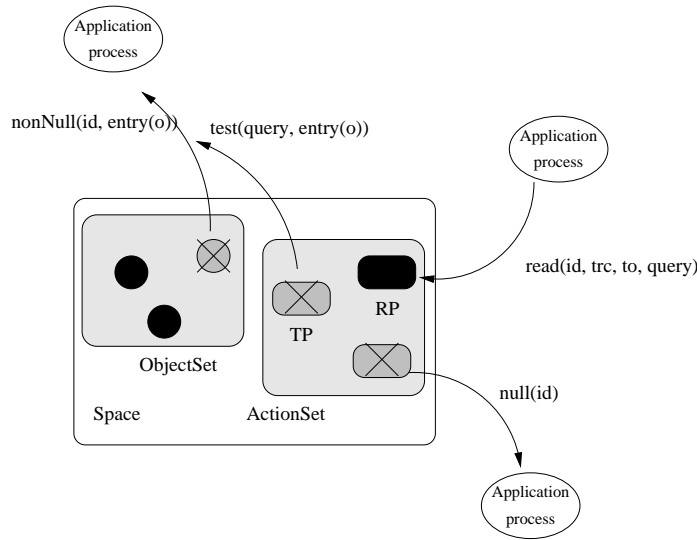 Application
process
nonNull(id, entry(o))
test(query, entry(o))
Application
process
read(id, trc, to, query)
RP
TP
ObjectSet
null(id)
Space
ActionSet
Application
process